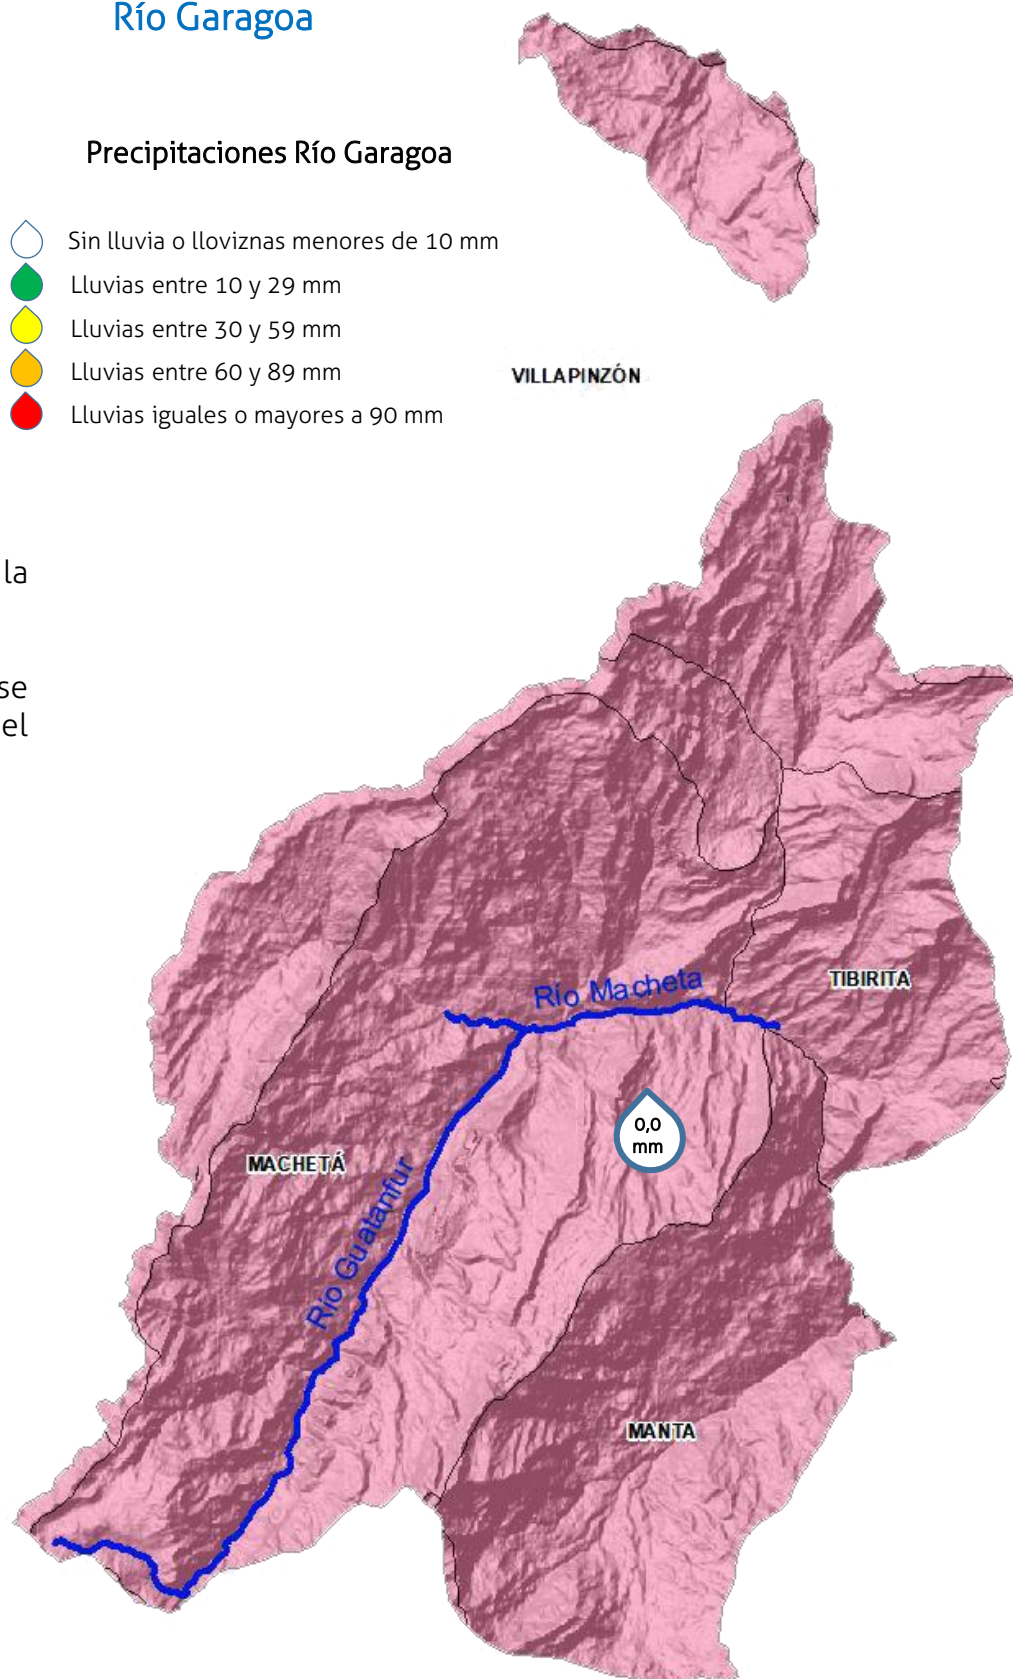 Río Garagoa
Precipitaciones Río Garagoa
Sin lluvia o lloviznas menores de 10 mm
Lluvias entre 10 y 29 mm
Lluvias entre 30 y 59 mm
Lluvias entre 60 y 89 mm
Lluvias iguales o mayores a 90 mm
VILLAPINZÓN
la
se
el
Río Macheta
TIBIRITA
0,0
mm
MACHETÁ
Río Guatanfur
MANTA